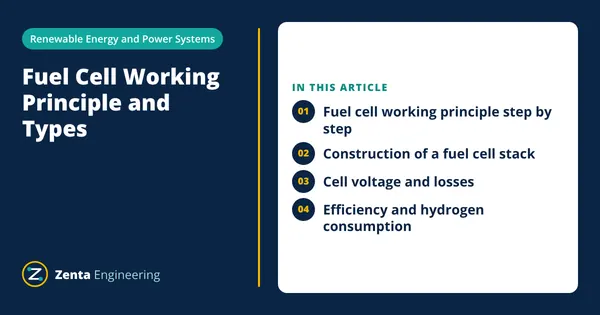 Renewable Energy and Power Systems
Fuel Cell Working
Principle and
Types
Zenta Engineering
IN THIS ARTICLE
01 Fuel cell working principle step by
step
02 Construction of a fuel cell stack
03 Cell voltage and losses
04 Efficiency and hydrogen
consumption